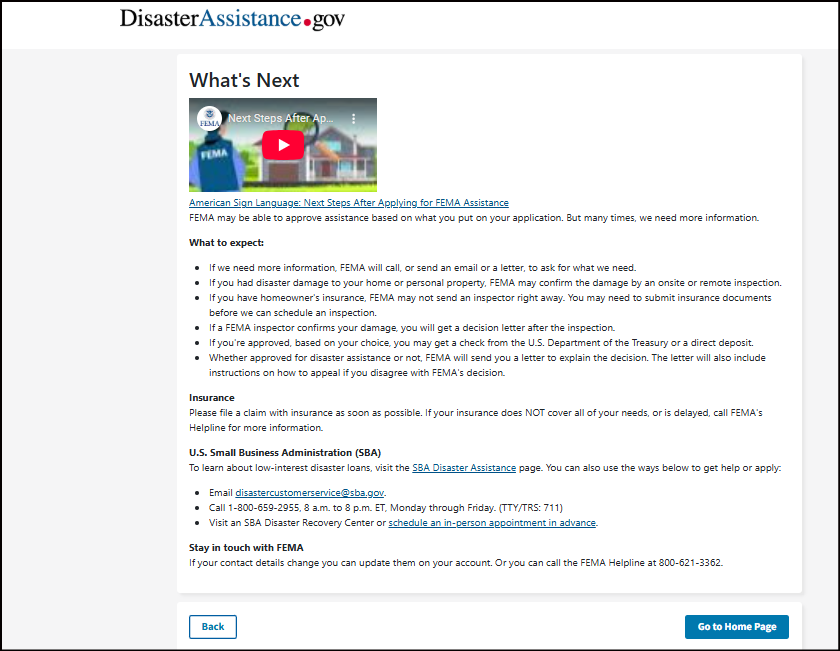 DisasterAssistance.gov
What's Next
FEMA
Next Steps After Ap...
FEMA
American Sign Language: Next Steps After Applying for FEMA Assistance
FEMA may be able to approve assistance based on what you put on your application. But many times, we need more information.
What to expect:
• If we need more information, FEMA will call, or send an email or a letter, to ask for what we need.
• If you had disaster damage to your home or personal property, FEMA may confirm the damage by an onsite or remote inspection.
• If you have homeowner's insurance, FEMA may not send an inspector right away. You may need to submit insurance documents
before we can schedule an inspection.
• If a FEMA inspector confirms your damage, you will get a decision letter after the inspection.
• If you're approved, based on your choice, you may get a check from the U.S. Department of the Treasury or a direct deposit.
• Whether approved for disaster assistance or not, FEMA will send you a letter to explain the decision. The letter will also include
instructions on how to appeal if you disagree with FEMA's decision.
Insurance
Please file a claim with insurance as soon as possible. If your insurance does NOT cover all of your needs, or is delayed, call FEMA's
Helpline for more information.
U.S. Small Business Administration (SBA)
To learn about low-interest disaster loans, visit the SBA Disaster Assistance page. You can also use the ways below to get help or apply:
• Email disastercustomerservice@sba.gov.
• Call 1-800-659-2955, 8 a.m. to 8 p.m. ET, Monday through Friday. (TTY/TRS: 711)
• Visit an SBA Disaster Recovery Center or schedule an in-person appointment in advance.
Stay in touch with FEMA
If your contact details change you can update them on your account. Or you can call the FEMA Helpline at 800-621-3362.
Back
Go to Home Page